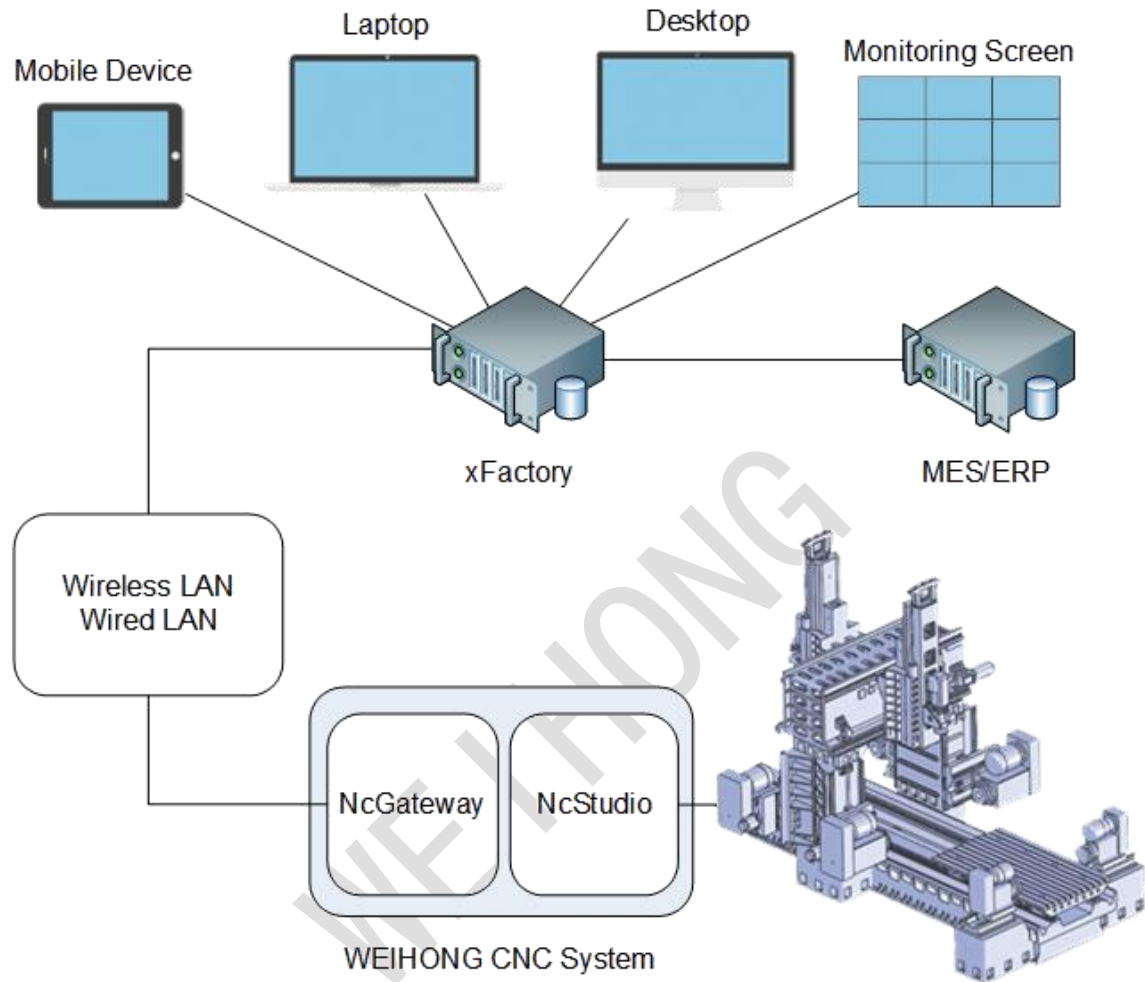 Laptop
Desktop
Mobile Device
Monitoring Screen
xFactory
MES/ERP
Wireless LAN
Wired LAN
NcGateway
NcStudio
WEIHONG CNC System
WEIHONG